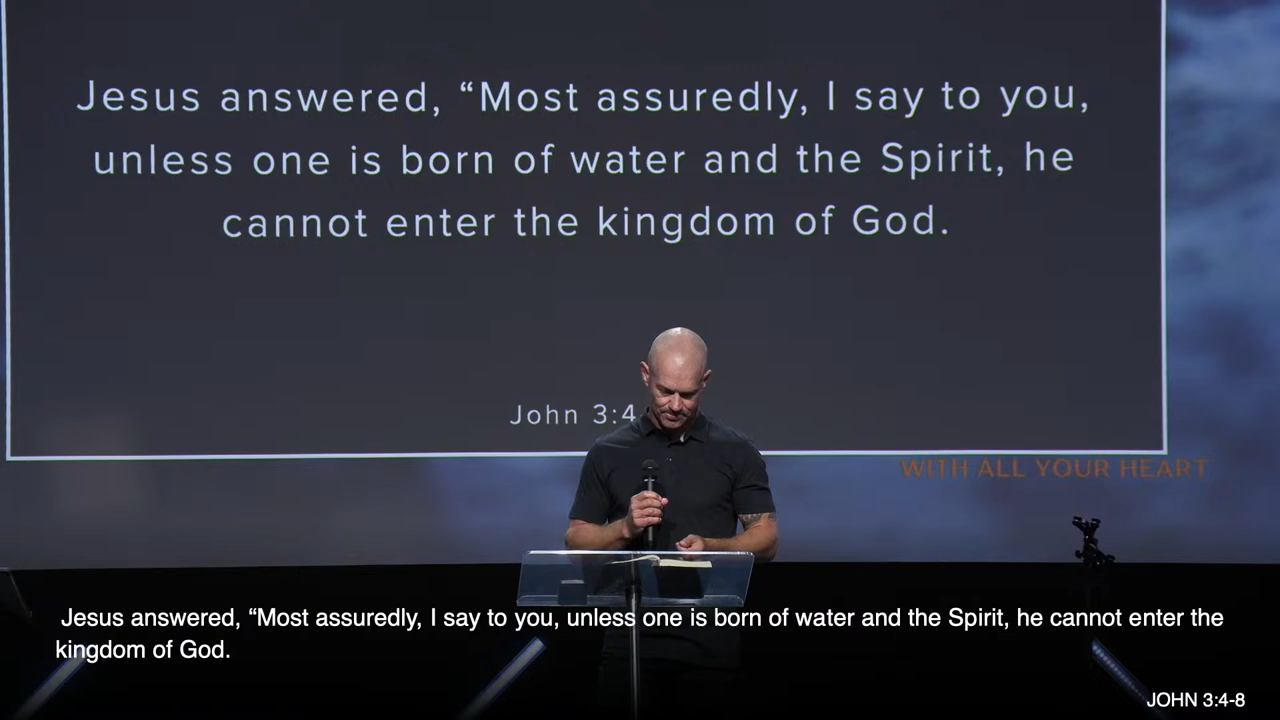 Jesus answered, “Most assuredly, I say to you,
unless one is born of water and the Spirit, he
cannot enter the kingdom of God.
John 3:4
WITH ALL YOUR HEART
Jesus answered, “Most assuredly, I say to you, unless one is born of water and the Spirit, he cannot enter the
kingdom of God.
JOHN 3:4-8